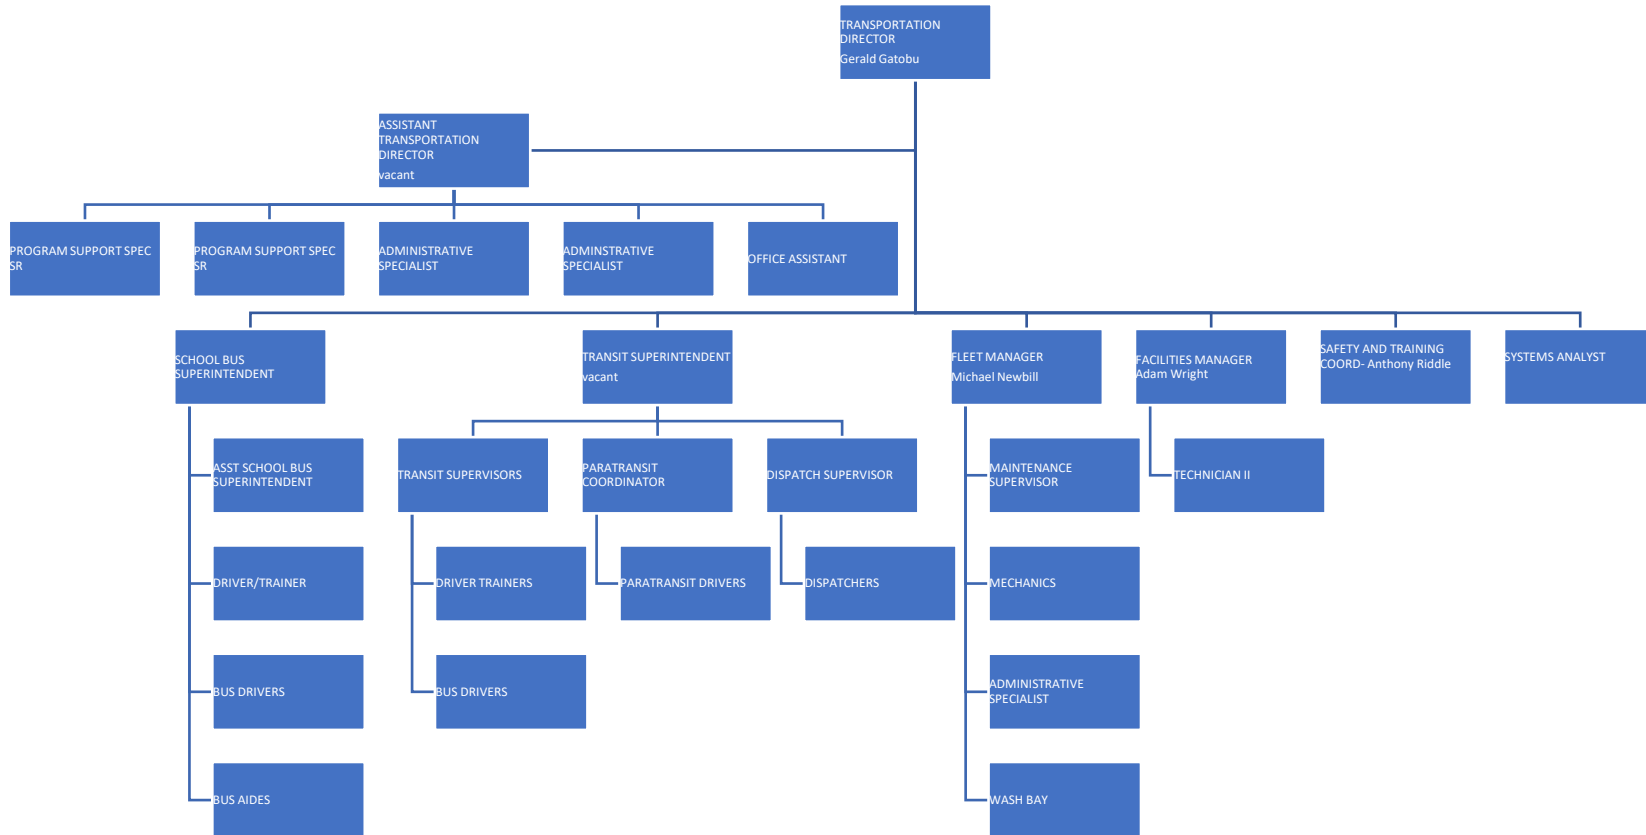 TRANSPORTATION
DIRECTOR
Gerald Gatobu
ASSISTANT
TRANSPORTATION
DIRECTOR
vacant
PROGRAM SUPPORT SPEC
SR
PROGRAM SUPPORT SPEC
SR
ADMINISTRATIVE
SPECIALIST
ADMINSTRATIVE
SPECIALIST
OFFICE ASSISTANT
SCHOOL BUS
SUPERINTENDENT
TRANSIT SUPERINTENDENT
vacant
FLEET MANAGER
Michael Newbill
FACILITIES MANAGER
Adam Wright
SAFETY AND TRAINING
COORD- Anthony Riddle
SYSTEMS ANALYST
ASST SCHOOL BUS
SUPERINTENDENT
TRANSIT SUPERVISORS
PARATRANSIT
COORDINATOR
DISPATCH SUPERVISOR
MAINTENANCE
SUPERVISOR
TECHNICIAN II
DRIVER/TRAINER
DRIVER TRAINERS
PARATRANSIT DRIVERS
DISPATCHERS
MECHANICS
BUS DRIVERS
BUS DRIVERS
ADMINISTRATIVE
SPECIALIST
BUS AIDES
WASH BAY